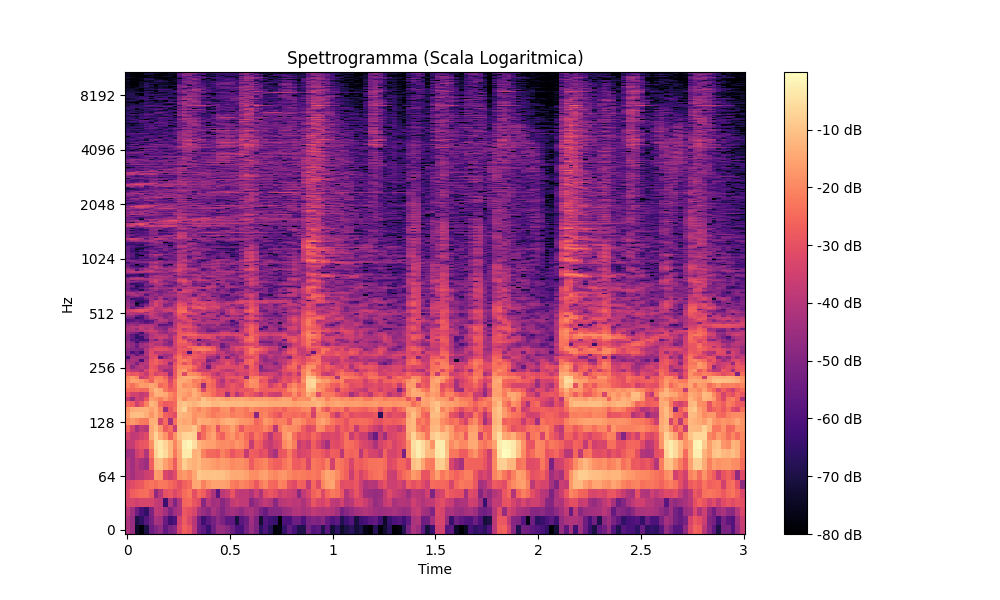 Spettrogramma (Scala Logaritmica)
8192
4096
2048
1024
512
256
128
64
0
Hz
0
0.5
1
1.5
2
2.5
3
Time
-10 dB
-20 dB
-30 dB
-40 dB
-50 dB
-60 dB
-70 dB
-80 dB